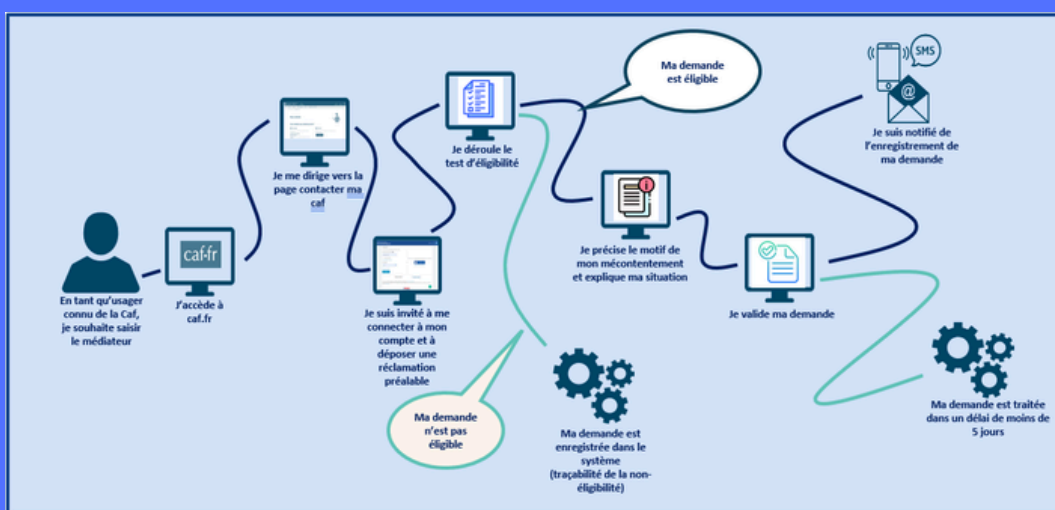 En tant qu'usager
connu de la Caf,
je souhaite saisir
le médiateur
caf.fr
J'accède à
caf.fr
Je me dirige vers la
page contacter ma
caf
Je suis invité à me
connecter à mon
compte et à
déposer une
réclamation
préalable
Je déroule le
test d'éligibilité
Ma demande
n'est pas
éligible
Ma demande est
enregistrée dans le
système
(traçabilité de la non-
éligibilité)
Ma demande
est éligible
Je précise le motif de
mon mécontentement
et explique ma situation
Je valide ma demande
SMS
@
Je suis notifié de
l'enregistrement de
ma demande
Ma demande est traitée
dans un délai de moins de
5 jours